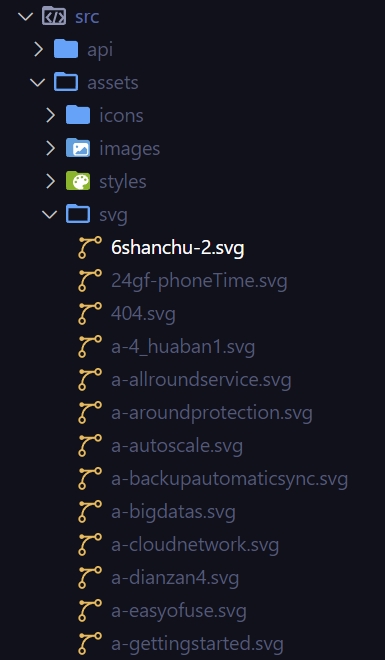 src
api
assets
icons
images
styles
svg
6shanchu-2.svg
24gf-phoneTime.svg
404.svg
a-4_huaban1.svg
a-allroundservice.svg
a-aroundprotection.svg
a-autoscale.svg
a-backupautomaticsync.svg
a-bigdatas.svg
a-cloudnetwork.svg
a-dianzan4.svg
a-easyofuse.svg
a-gettingstarted.svg